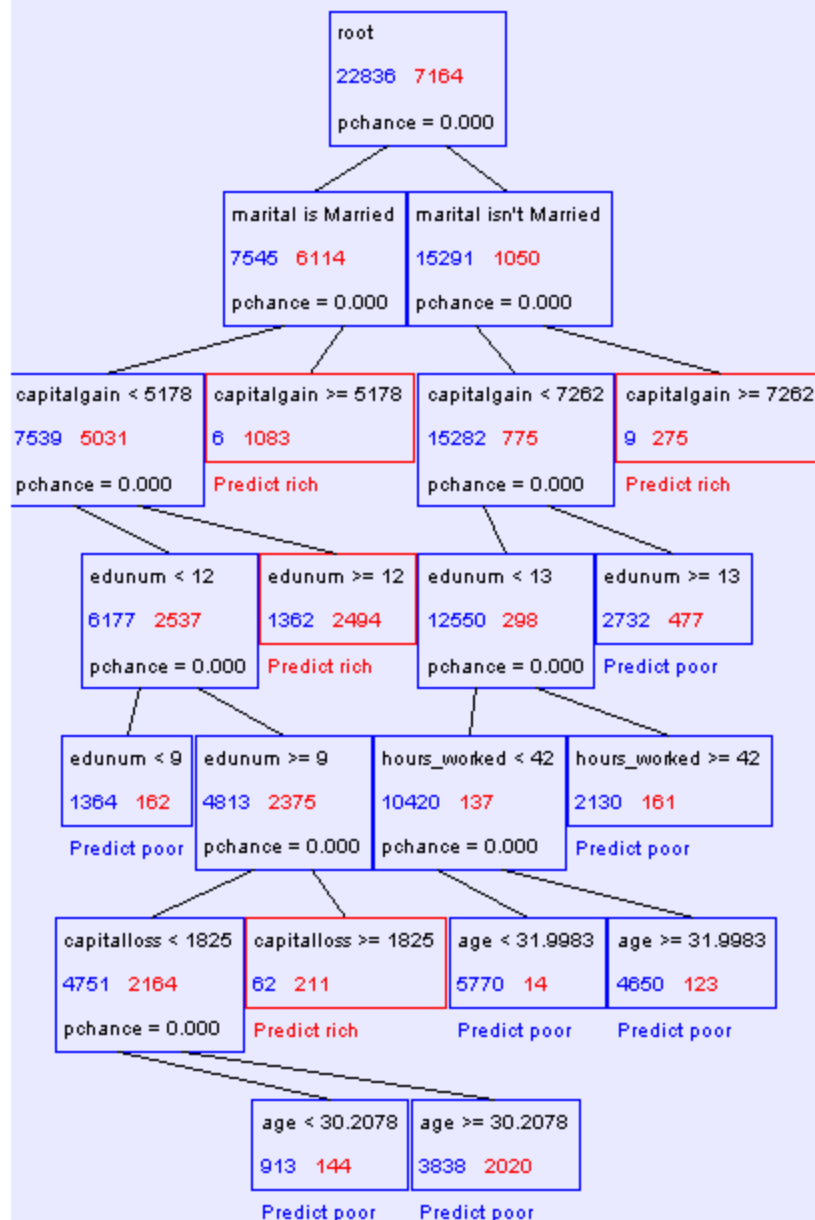 root
22836 7164
pchance = 0.000
marital is Married marital isn't Married
7545 6114 15291 1050
pchance = 0.000 pchance = 0.000
capitalgain < 5178 capitalgain >= 5178 capitalgain < 7262 capitalgain >= 7262
7539 5031 6 1083 15282 775 9 275
pchance = 0.000 Predict rich pchance = 0.000 Predict rich
edunum < 12 edunum >= 12 edunum < 13 edunum >= 13
6177 2537 1362 2494 12550 298 2732 477
pchance = 0.000 Predict rich pchance = 0.000 Predict poor
edunum < 9 edunum >= 9 hours_worked < 42 hours_worked >= 42
1364 162 4813 2375 10420 137 2130 161
Predict poor pchance = 0.000 pchance = 0.000 Predict poor
capitalloss < 1825 capitalloss >= 1825 age < 31.9983 age >= 31.9983
4751 2164 62 211 5770 14 4650 123
pchance = 0.000 Predict rich Predict poor Predict poor
age < 30.2078 age >= 30.2078
913 144 3838 2020
Predict poor Predict poor